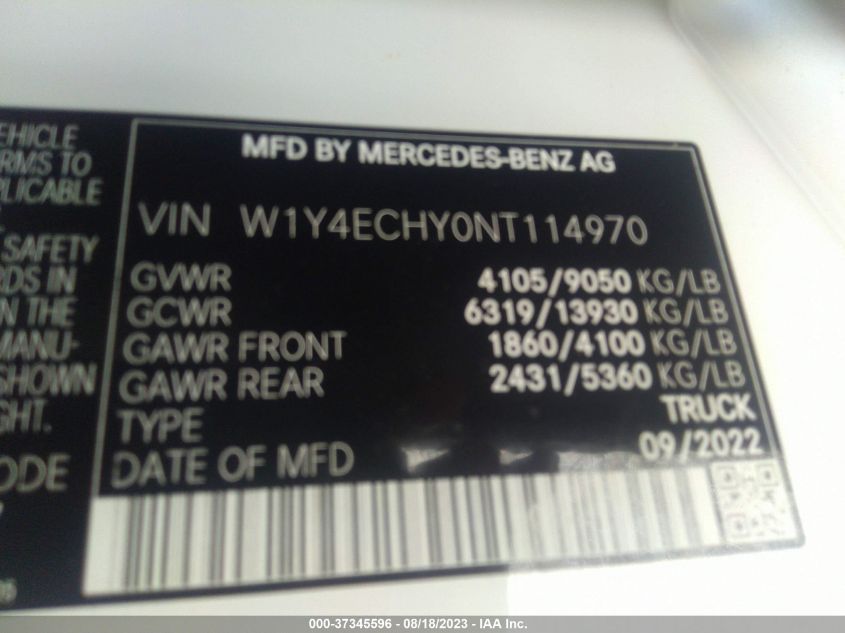 EHICLE
RMS TO
PLICABLE
SAFETY
RDS IN
N THE
MANU-
SHOWN
GHT.
ODE
MFD BY MERCEDES-BENZ AG
VIN W1Y4ECHY0NT114970
GVWR 4105/9050 KG/LB
GCWR 6319/13930 KG/LB
GAWR FRONT 1860/4100 KG/LB
GAWR REAR 2431/5360 KG/LB
TYPE TRUCK
DATE OF MFD 09/2022
000-37345596 - 08/18/2023 - IAA Inc.